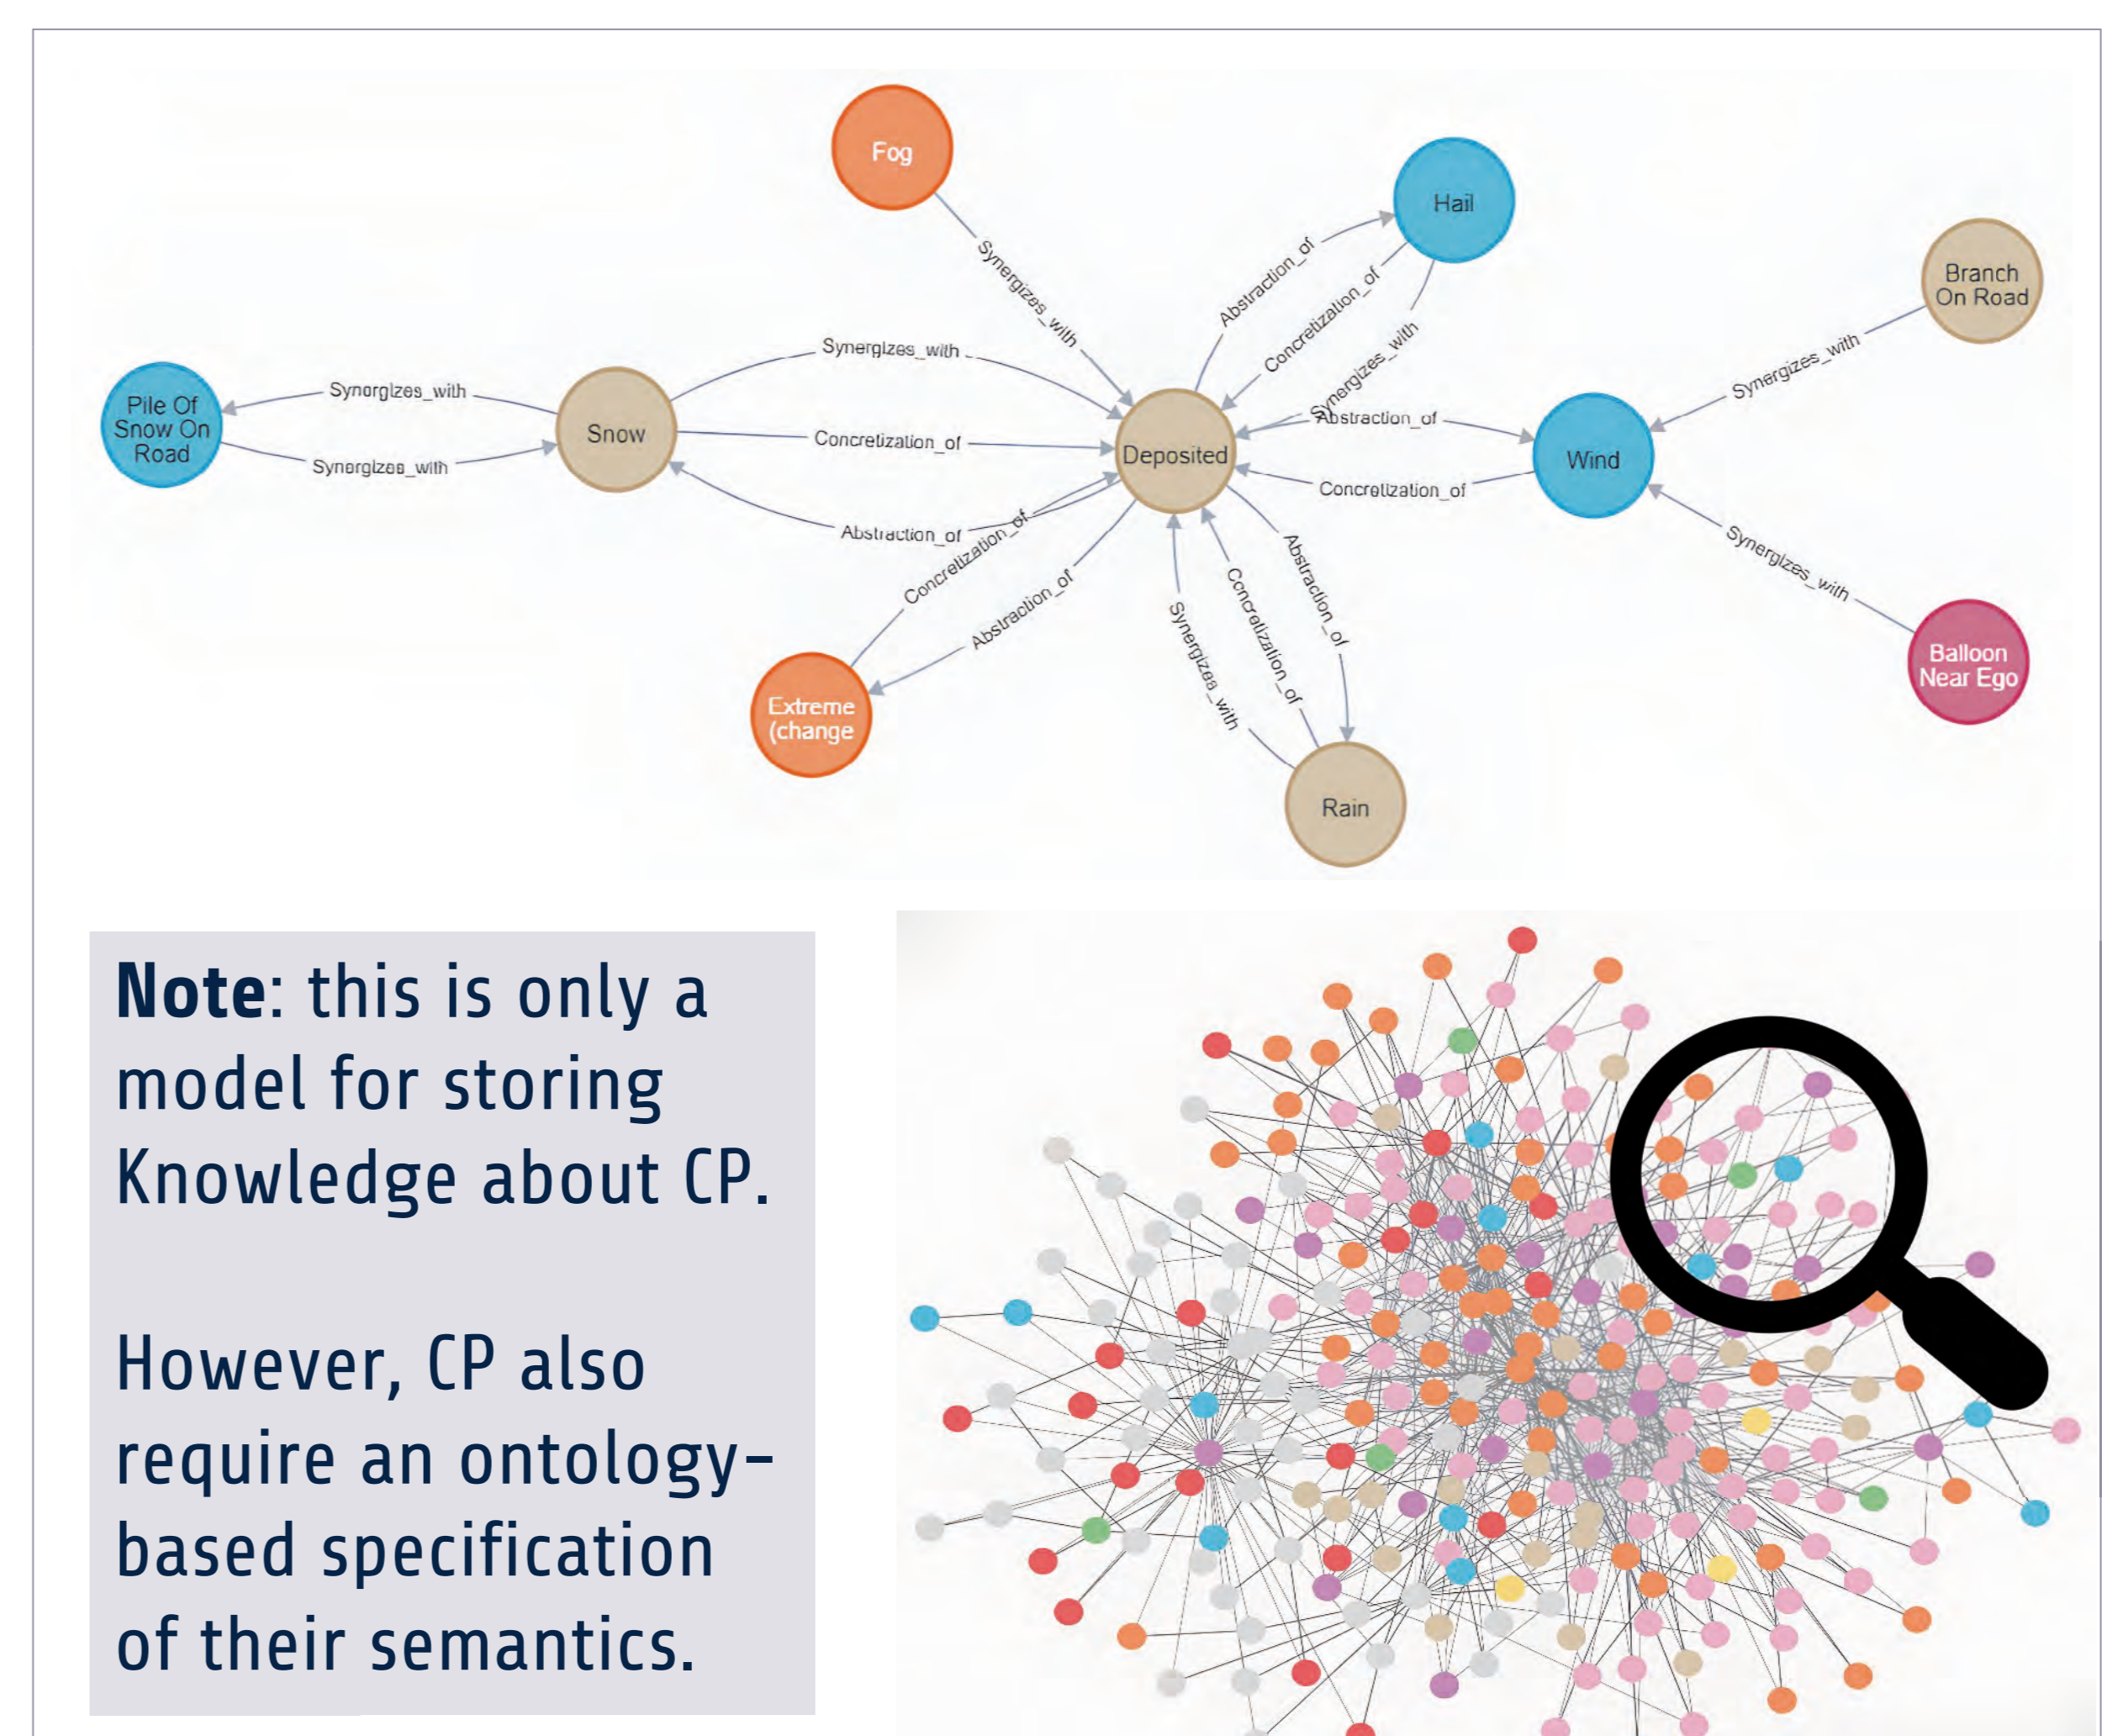 Fog
Hail
Branch
On Road
Synergizes_with
Abstraction_of
Concretization_of
Synergizes_with
Synergizes_with
Synergizes_with
Pile Of
Snow On
Road
Synergizes_with
Synergizes_with
Snow
Concretization_of
Deposited
Abstraction_of
Wind
Concretization_of
Abstraction_of
Concretization_of
Abstraction_of
Synergizes_with
Concretization_of
Abstraction_of
Synergizes_with
Balloon
Near Ego
Extreme
(change
Rain
Note: this is only a
model for storing
Knowledge about CP.
However, CP also
require an ontology-
based specification
of their semantics.